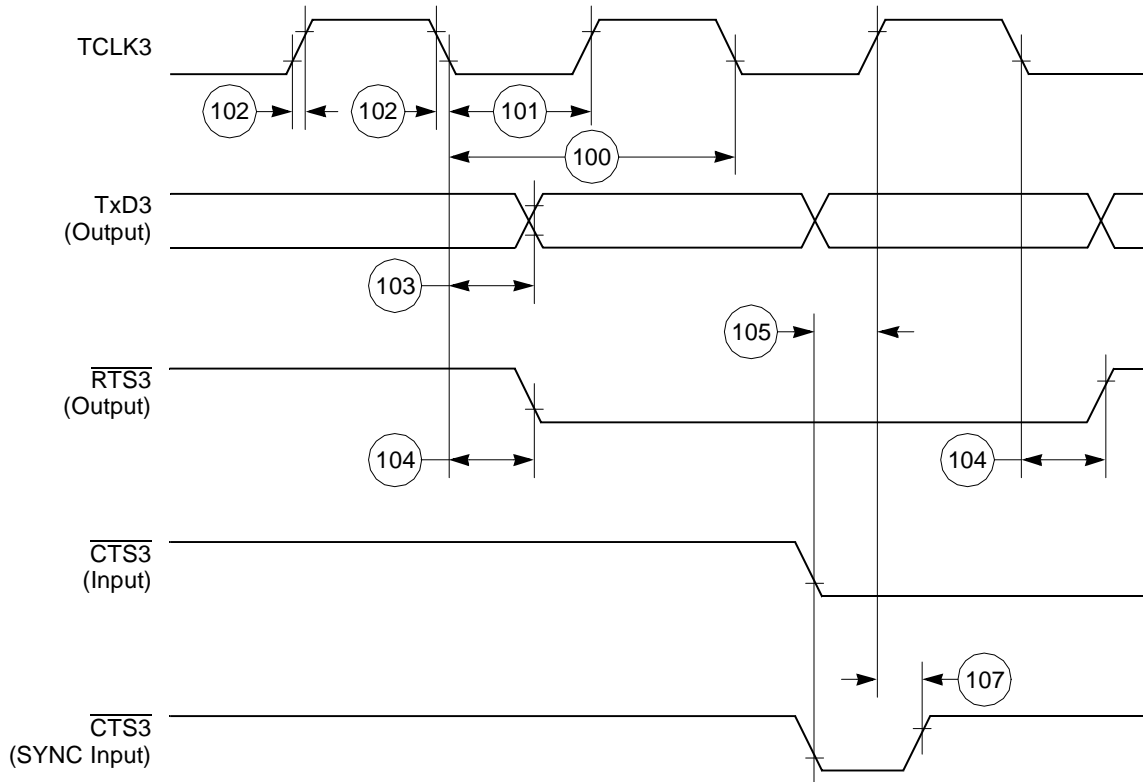 TCLK3
102
102
101
100
TxD3
(Output)
103
105
RTS3
(Output)
104
104
CTS3
(Input)
107
CTS3
(SYNC Input)